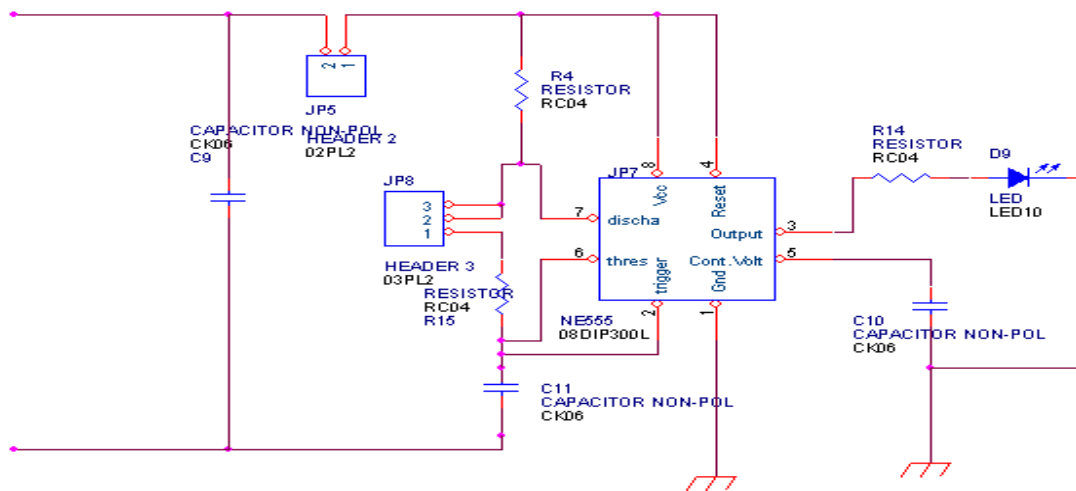 2
1
JP5
HEADER 2
02PL2
CAPACITOR NON-POL
CK06
C9
R4
RESISTOR
RC04
JP8
3
2
1
HEADER 3
03PL2
RESISTOR
RC04
R15
JP7
8
Vcc
4
Reset
7
discha
6
thres
trigger
2
Gnd
1
Output
3
Cont.Volt
5
NE555
08DIP300L
R14
RESISTOR
RC04
D9
LED
LED10
C10
CAPACITOR NON-POL
CK06
C11
CAPACITOR NON-POL
CK06